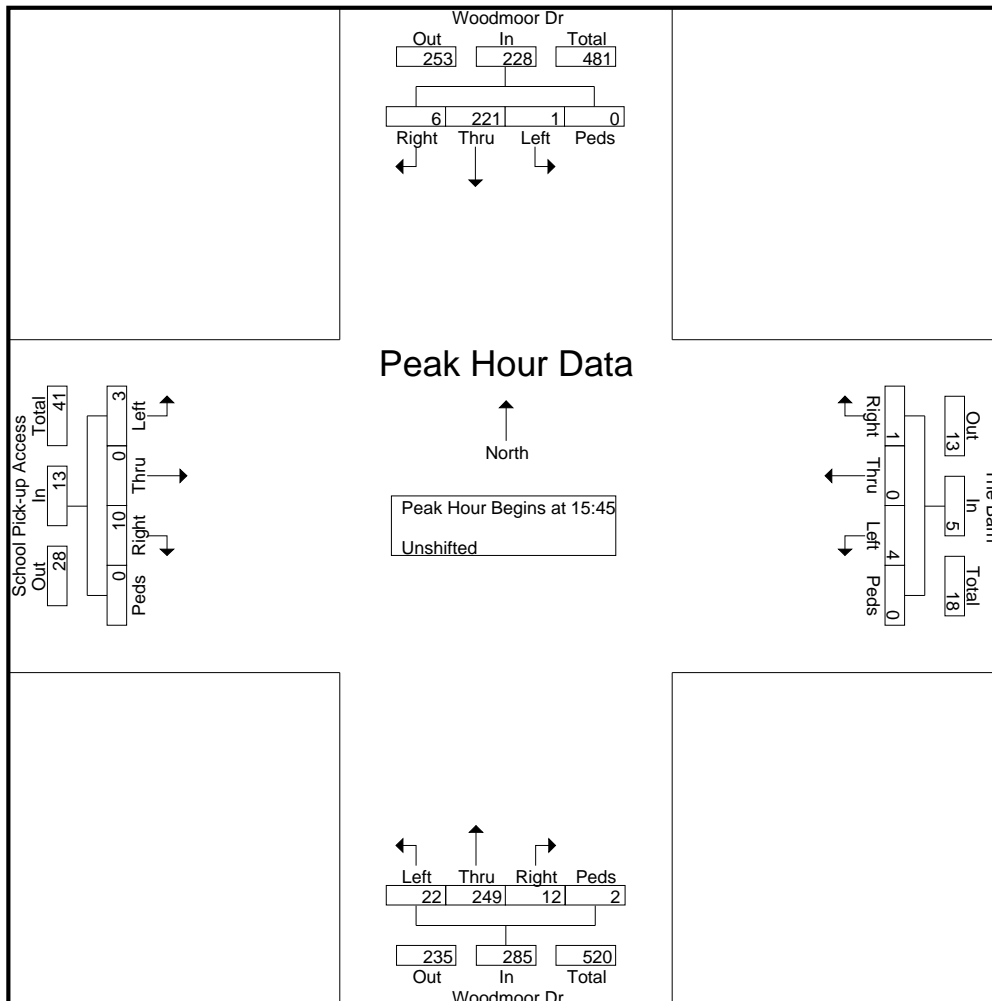 Woodmoor Dr
Out In Total
253 228 481
6 221 1 0
Right Thru Left Peds
Peak Hour Data
North
Peak Hour Begins at 15:45
Unshifted
School Pick-up Access
Total In Out
41 13 28
3 0 10 0
Left Thru Right Peds
The Barn
Out In Total
13 5 18
1 0 4 0
Right Thru Left Peds
Left Thru Right Peds
22 249 12 2
235 285 520
Out In Total
Woodmoor Dr